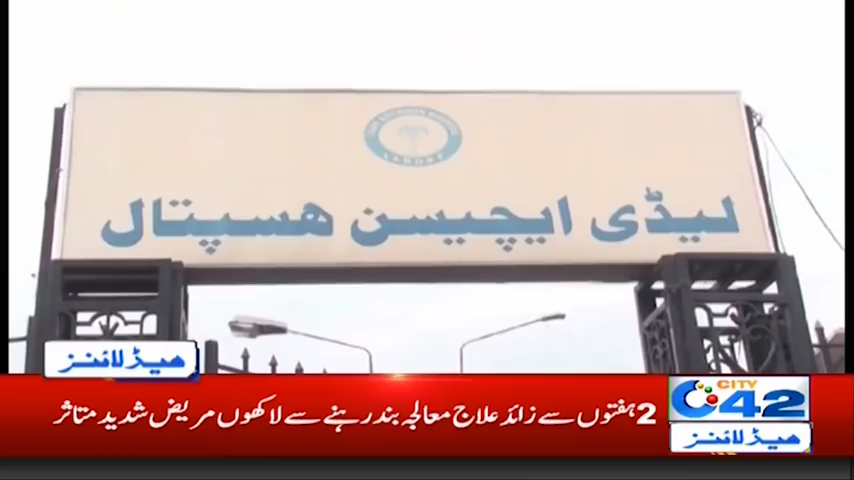 LAHORE
لیڈی ایچیسن ہسپتال
ہیڈلائنز
2 ہفتوں سے زائد علاج معالجہ بند رہنے سے لاکھوں مریض شدید متاثر
CITY
42
ہیڈلائنز